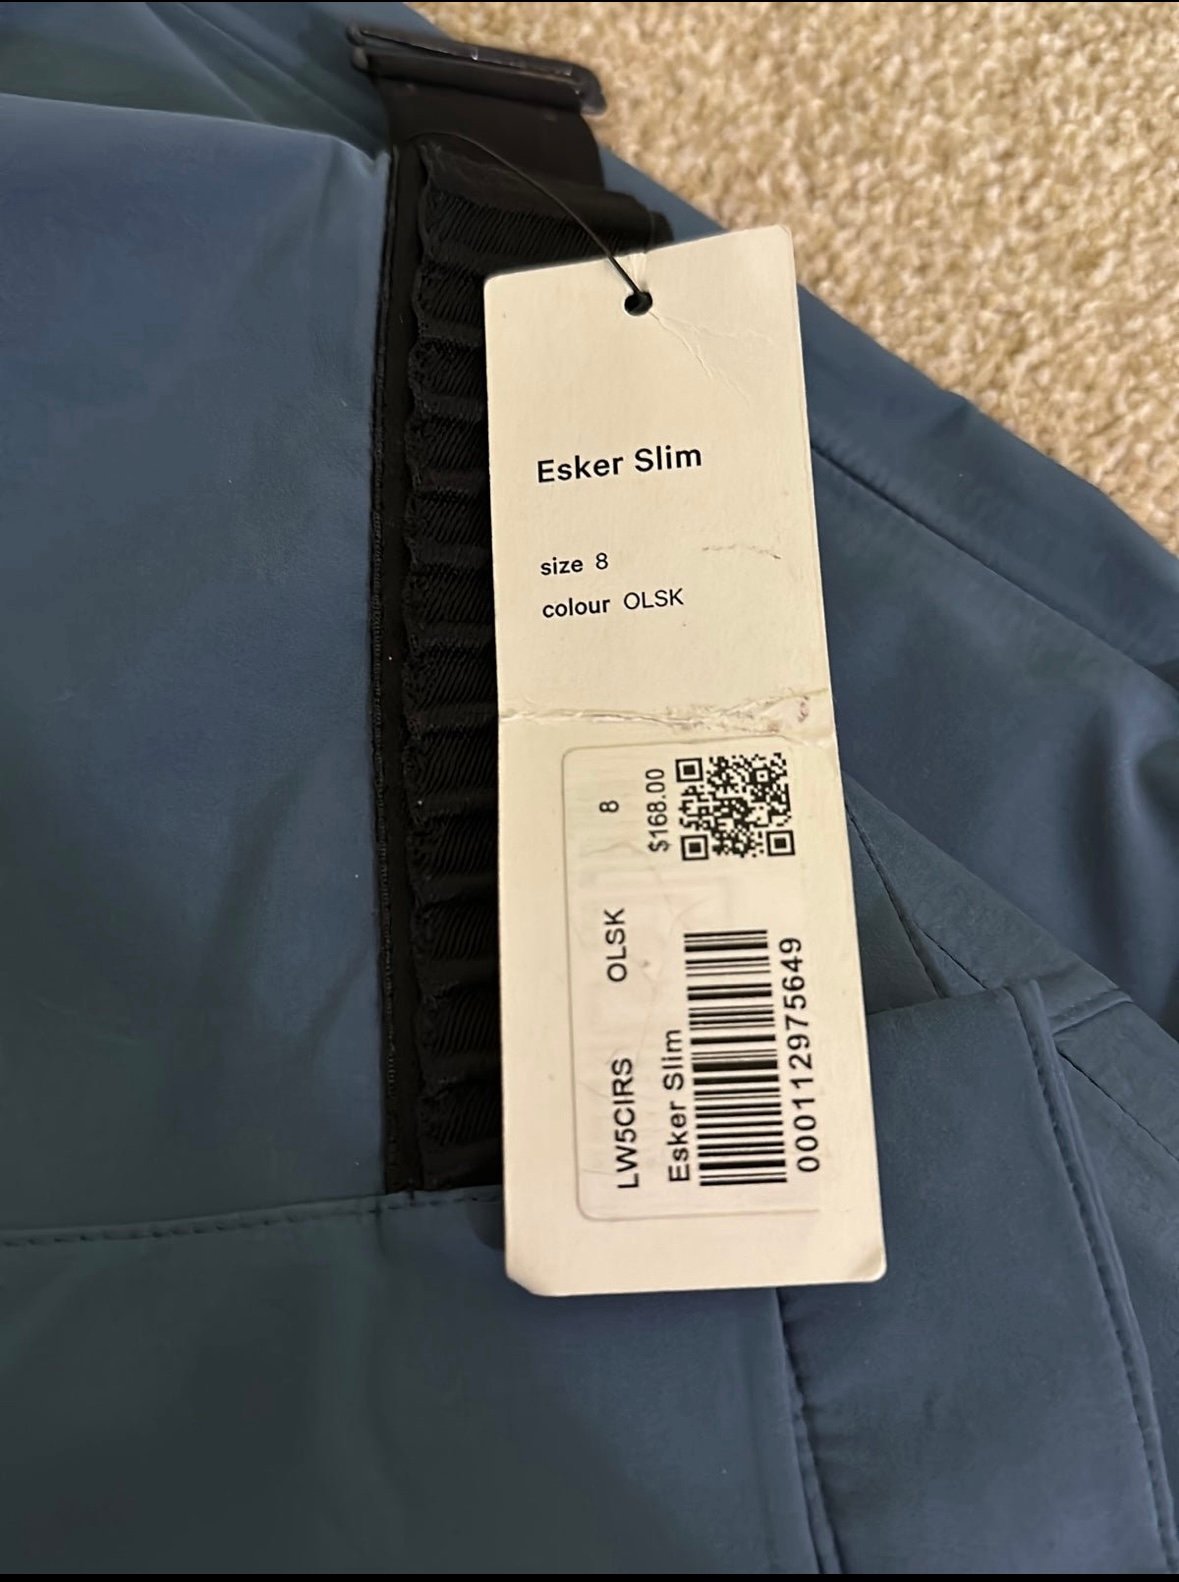 Esker Slim
size 8
colour OLSK
LW5CIRS OLSK 8
Esker Slim $168.00
000112975649